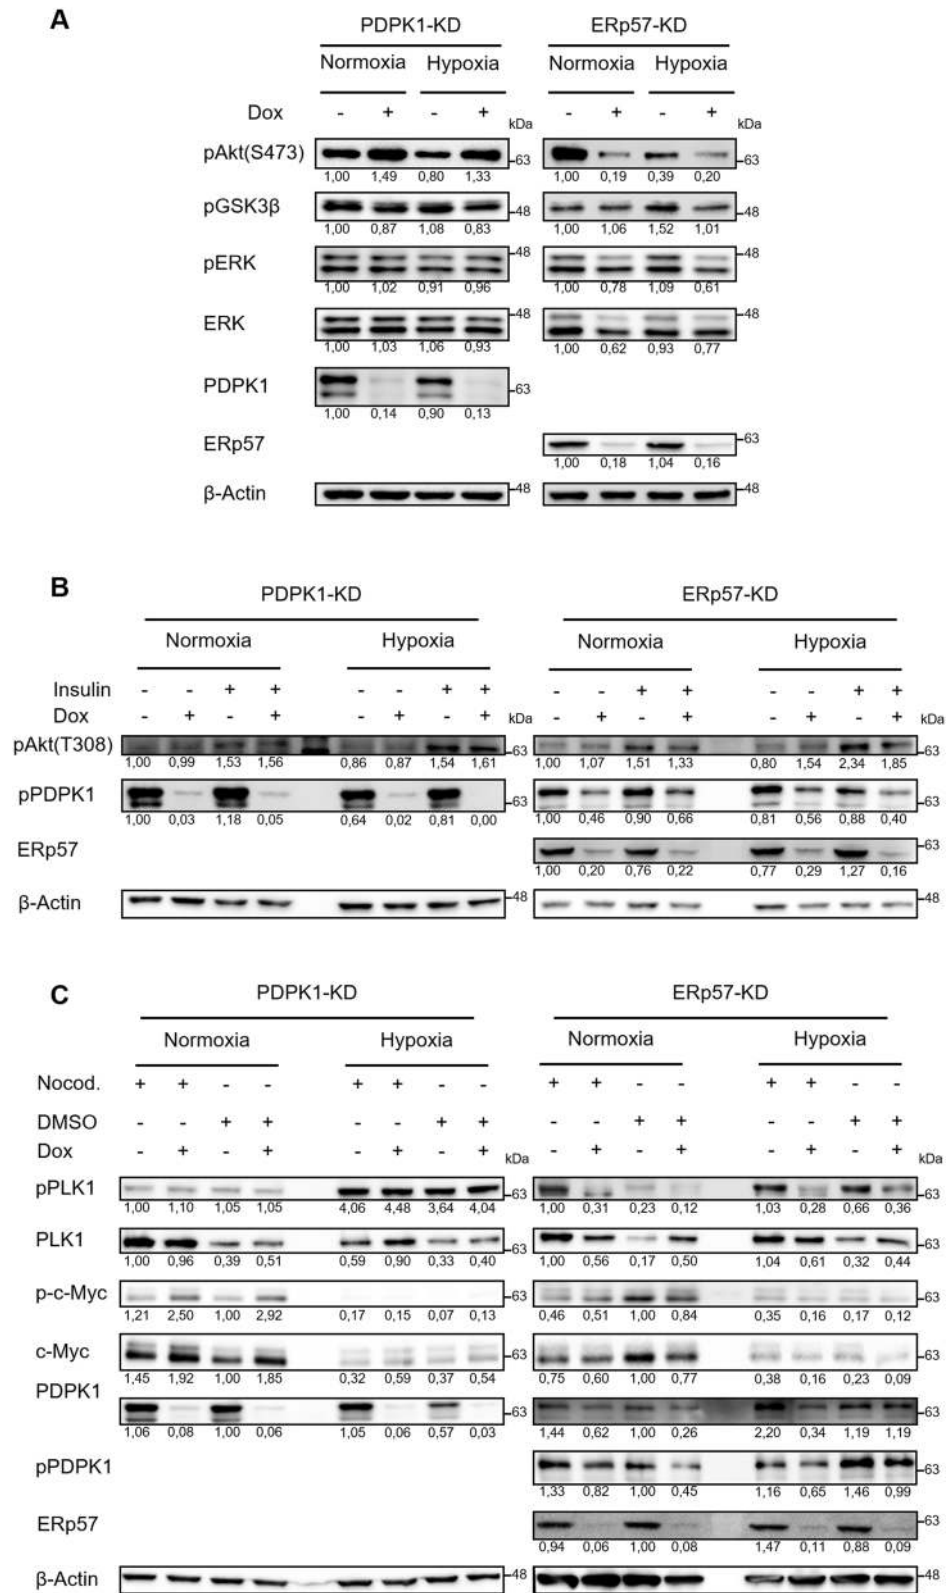 A
PDPK1-KD ERp57-KD
Normoxia Hypoxia Normoxia Hypoxia
Dox - + - + kDa - + - + kDa
pAkt(S473) 63 63
1,00 1,49 0,80 1,33 1,00 0,19 0,39 0,20
pGSK3β 48 48
1,00 0,87 1,08 0,83 1,00 1,06 1,52 1,01
pERK 48 48
1,00 1,02 0,91 0,96 1,00 0,78 1,09 0,61
ERK 48 48
1,00 1,03 1,06 0,93 1,00 0,62 0,93 0,77
PDPK1 63
1,00 0,14 0,90 0,13
ERp57 63
1,00 0,18 1,04 0,16
β-Actin 48 48
B
PDPK1-KD ERp57-KD
Normoxia Hypoxia Normoxia Hypoxia
Insulin - - + + - - + + - - + + - - + +
Dox - + - + - + - + kDa - + - + - + - + kDa
pAkt(T308) 63 63
1,00 0,99 1,53 1,56 0,86 0,87 1,54 1,61 1,00 1,07 1,51 1,33 0,80 1,54 2,34 1,85
pPDPK1 63 63
1,00 0,03 1,18 0,05 0,64 0,02 0,81 0,00 1,00 0,46 0,90 0,66 0,81 0,56 0,88 0,40
ERp57 63
1,00 0,20 0,76 0,22 0,77 0,29 1,27 0,16
β-Actin 48 48
C
PDPK1-KD ERp57-KD
Normoxia Hypoxia Normoxia Hypoxia
Nocod. + + - - + + - - + + - - + + - -
DMSO - - + + - - + + - - + + - - + +
Dox - + - + - + - + kDa - + - + - + - + kDa
pPLK1 63 63
1,00 1,10 1,05 1,05 4,06 4,48 3,64 4,04 1,00 0,31 0,23 0,12 1,03 0,28 0,66 0,36
PLK1 63 63
1,00 0,96 0,39 0,51 0,59 0,90 0,33 0,40 1,00 0,56 0,17 0,50 1,04 0,61 0,32 0,44
p-c-Myc 63 63
1,21 2,50 1,00 2,92 0,17 0,15 0,07 0,13 0,46 0,51 1,00 0,84 0,35 0,16 0,17 0,12
c-Myc 63 63
1,45 1,92 1,00 1,85 0,32 0,59 0,37 0,54 0,75 0,60 1,00 0,77 0,38 0,16 0,23 0,09
PDPK1 63 63
1,06 0,08 1,00 0,06 1,05 0,06 0,57 0,03 1,44 0,62 1,00 0,26 2,20 0,34 1,19 1,19
pPDPK1 63
1,33 0,82 1,00 0,45 1,16 0,65 1,46 0,99
ERp57 63
0,94 0,06 1,00 0,08 1,47 0,11 0,88 0,09
β-Actin 48 48